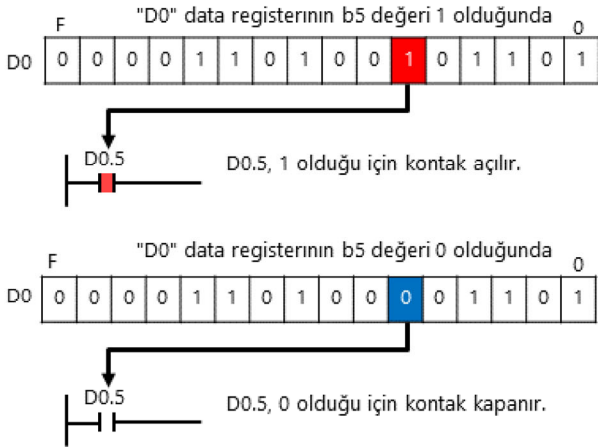 "D0" data registerının b5 değeri 1 olduğunda
F 0
D0 0 0 0 0 1 1 0 1 0 0 1 0 1 1 0 1
D0.5
D0.5, 1 olduğu için kontak açılır.
"D0" data registerının b5 değeri 0 olduğunda
F 0
D0 0 0 0 0 1 1 0 1 0 0 0 0 1 1 0 1
D0.5
D0.5, 0 olduğu için kontak kapanır.